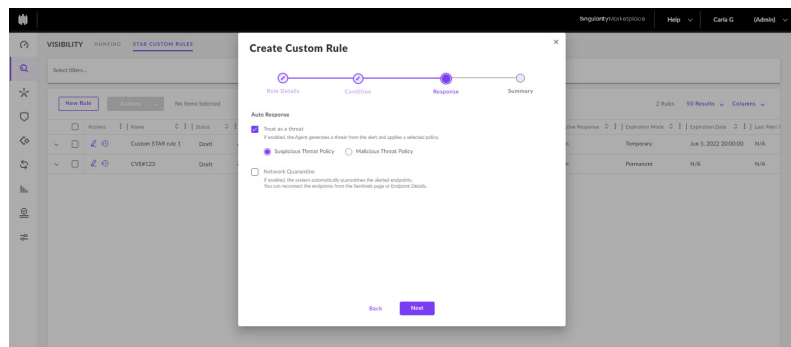 SingularityMarketplace Help Carla G (Admin)
VISIBILITY HUNTING STAR CUSTOM RULES
Select filters...
New Rule Actions No Items Selected
2 Rules 50 Results Columns
Actions Name Status
Response Expiration Mode Expiration Date Last Alert
Custom STAR rule 1 Draft
Temporary Jun 5, 2022 20:00:00 N/A
CVE#123 Draft
Permanent N/A N/A
Create Custom Rule
Rule Details Condition Response Summary
Auto Response
Treat as a threat
If enabled, the Agent generates a threat from the alert and applies a selected policy.
Suspicious Threat Policy Malicious Threat Policy
Network Quarantine
If enabled, the system automatically quarantines the alerted endpoints.
You can reconnect the endpoints from the Sentinels page or Endpoint Details.
Back Next